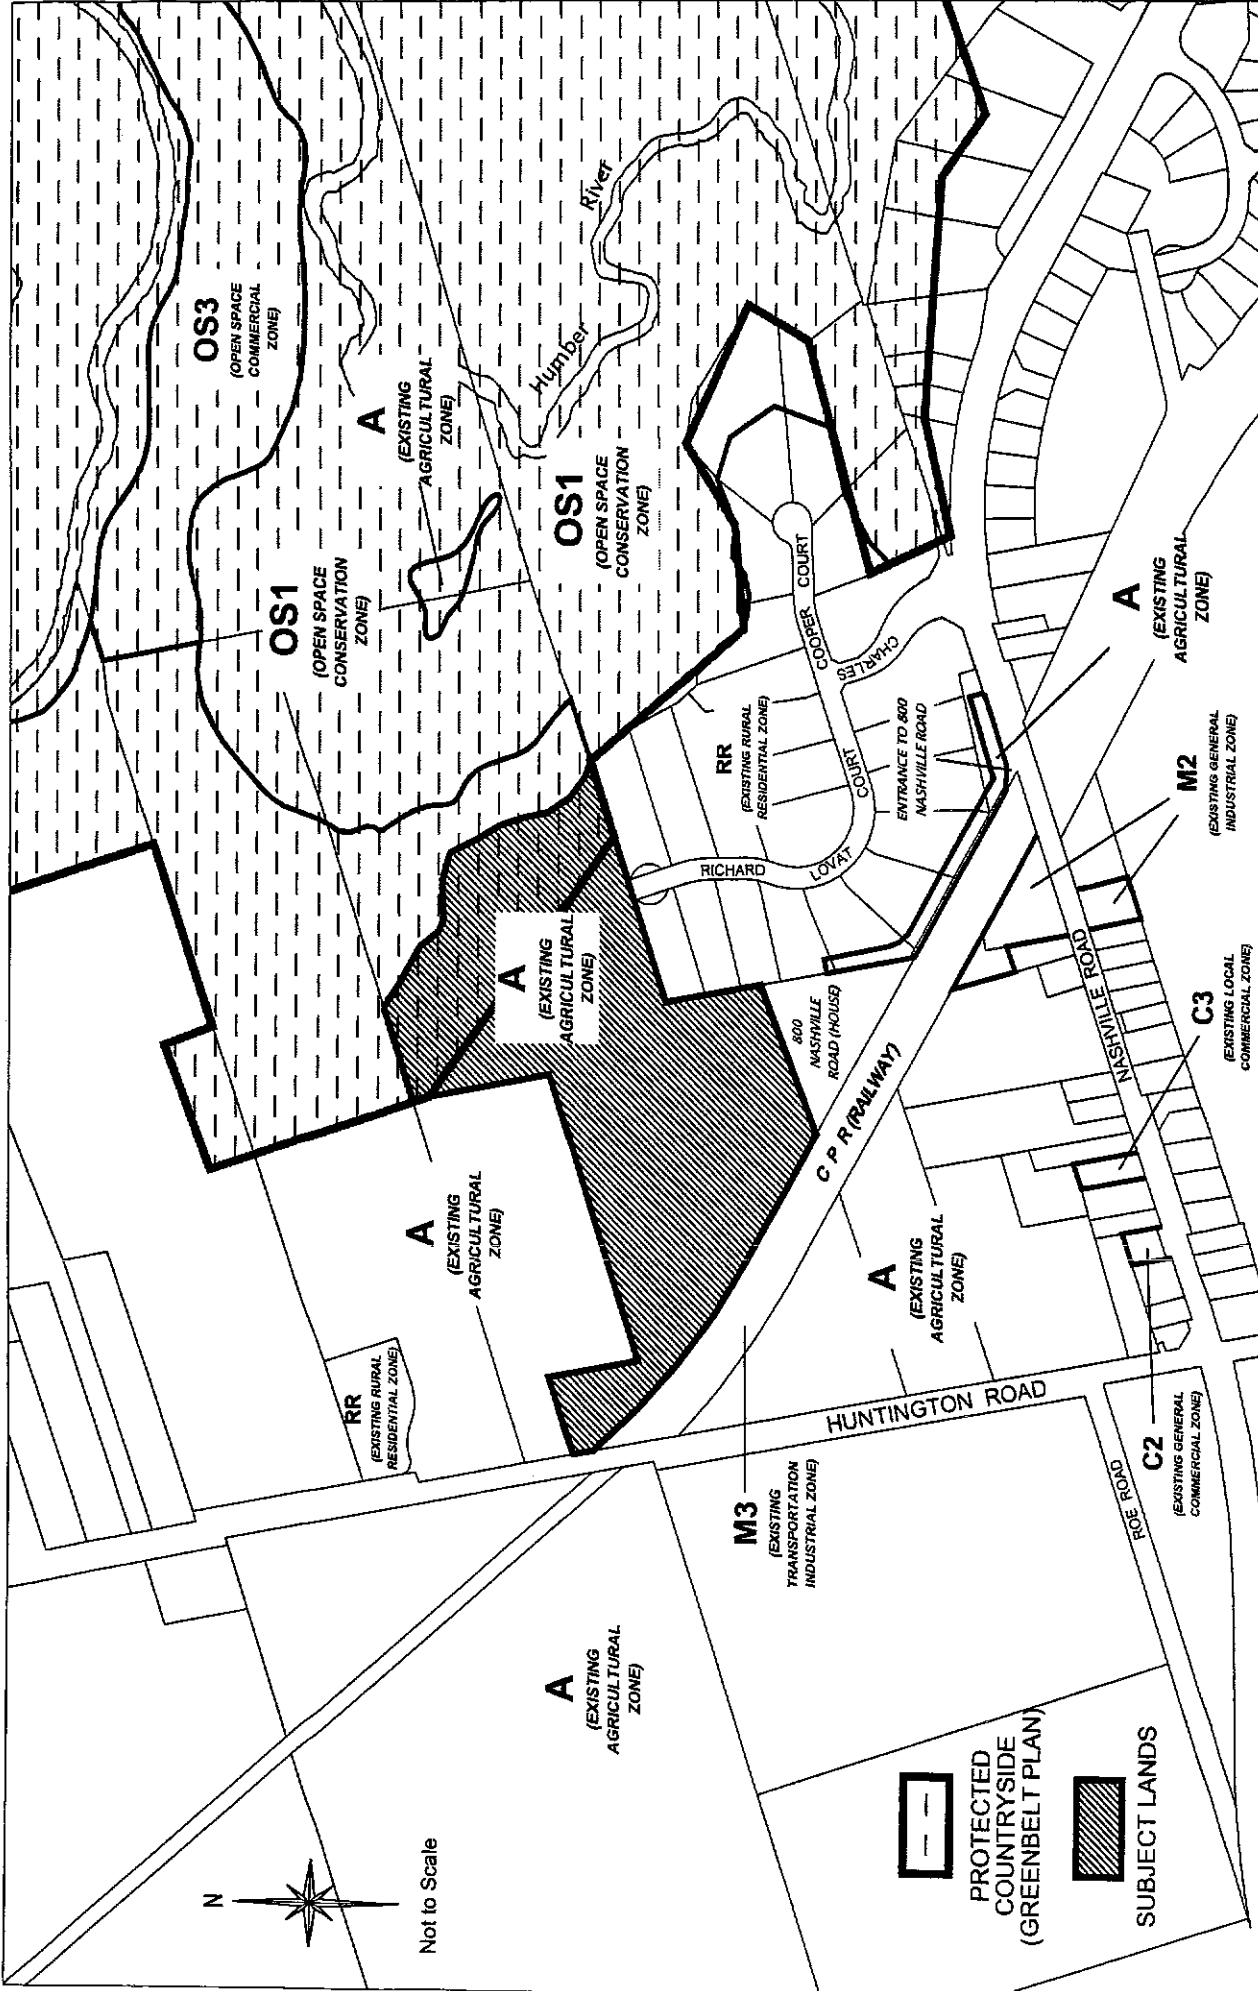 N
Not to Scale
PROTECTED
COUNTRYSIDE
(GREENBELT PLAN)
SUBJECT LANDS
A
(EXISTING
AGRICULTURAL
ZONE)
RR
(EXISTING RURAL
RESIDENTIAL ZONE)
A
(EXISTING
AGRICULTURAL
ZONE)
M3
(EXISTING
TRANSPORTATION
INDUSTRIAL ZONE)
HUNTINGTON ROAD
ROE ROAD
C2
(EXISTING GENERAL
COMMERCIAL ZONE)
A
(EXISTING
AGRICULTURAL
ZONE)
C P R (RAILWAY)
A
(EXISTING
AGRICULTURAL
ZONE)
800
NASHVILLE
ROAD (HOUSE)
NASHVILLE ROAD
C3
(EXISTING LOCAL
COMMERCIAL ZONE)
M2
(EXISTING GENERAL
INDUSTRIAL ZONE)
RICHARD
LOVAT
COURT
RR
(EXISTING RURAL
RESIDENTIAL ZONE)
ENTRANCE TO 800
NASHVILLE ROAD
CHARLES
COOPER
COURT
A
(EXISTING
AGRICULTURAL
ZONE)
OS1
(OPEN SPACE
CONSERVATION
ZONE)
OS1
(OPEN SPACE
CONSERVATION
ZONE)
A
(EXISTING
AGRICULTURAL
ZONE)
OS3
(OPEN SPACE
COMMERCIAL
ZONE)
Humber
River